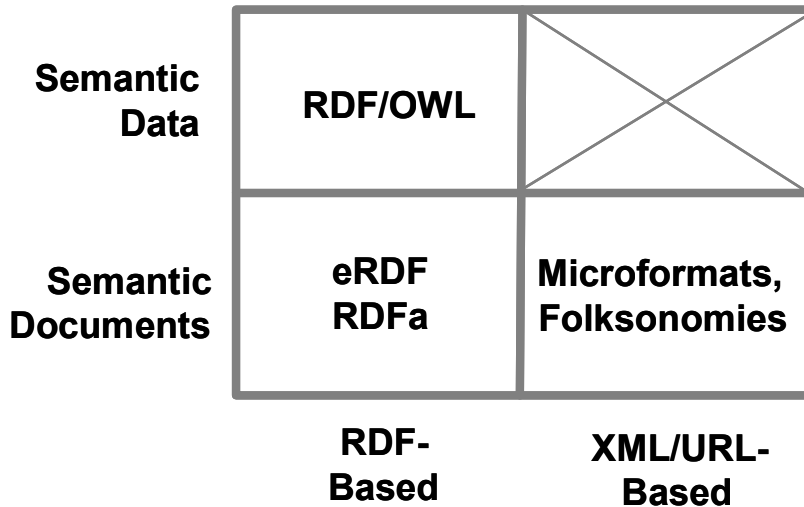 Semantic
Data
RDF/OWL
Semantic
Documents
eRDF
RDFa
Microformats,
Folksonomies
RDF-
Based
XML/URL-
Based